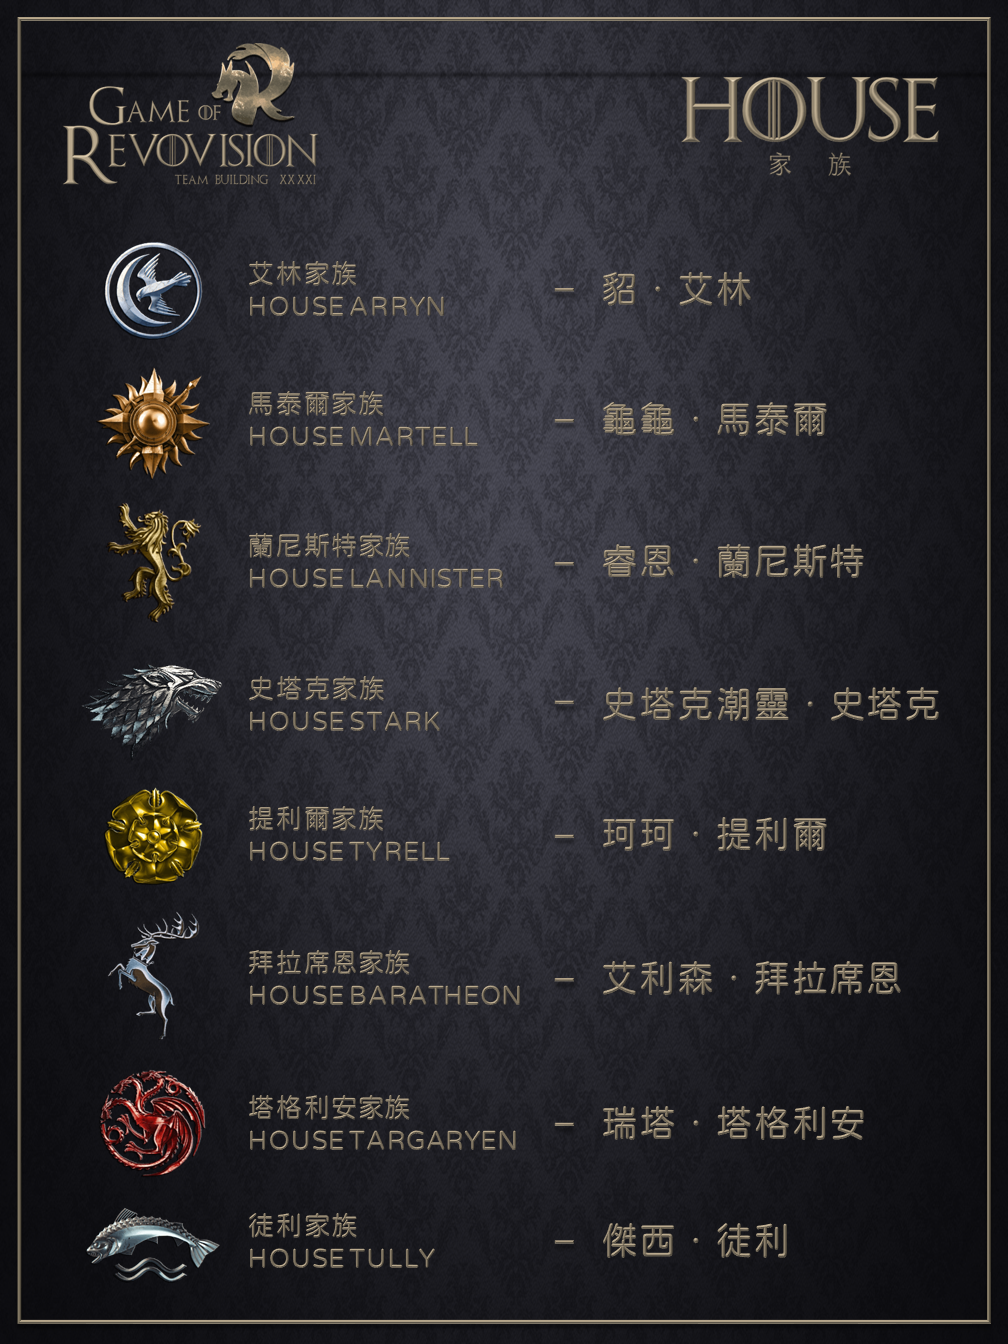 GAME OF
REVOVISION
TEAM BUILDING XXXXI
HOUSE
家族
艾林家族
HOUSE ARRYN
– 貂·艾林
馬泰爾家族
HOUSE MARTELL
– 龜龜·馬泰爾
蘭尼斯特家族
HOUSE LANNISTER
– 睿恩·蘭尼斯特
史塔克家族
HOUSE STARK
– 史塔克潮靈·史塔克
提利爾家族
HOUSE TYRELL
– 珂珂·提利爾
拜拉席恩家族
HOUSE BARATHEON
– 艾利森·拜拉席恩
塔格利安家族
HOUSE TARGARYEN
– 瑞塔·塔格利安
徒利家族
HOUSE TULLY
– 傑西·徒利